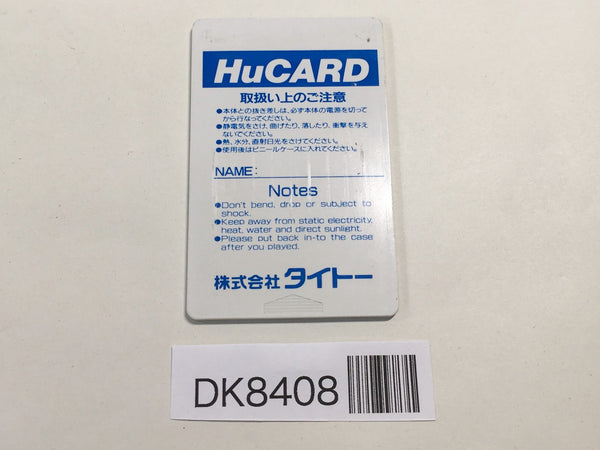 HuCARD
取扱い上のご注意
●本体との抜き差しは、必ず本体の電源を切って
から行なってください。
●静電気をさけ、曲げたり、落したり、衝撃を与え
ないでください。
●熱、水分、直射日光をさけてください。
●使用後はビニールケースに入れてください。
NAME:
Notes
●Don't bend, drop or subject to
shock.
●Keep away from static electricity,
heat, water and direct sunlight.
●Please put back in-to the case
after you played.
株式会社タイトー
DK8408